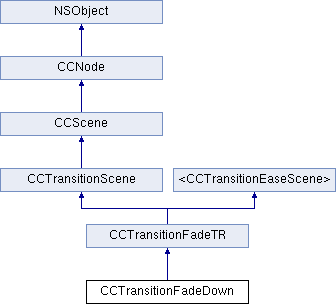 NSObject
CCNode
CCScene
CCTransitionScene
<CCTransitionEaseScene>
CCTransitionFadeTR
CCTransitionFadeDown